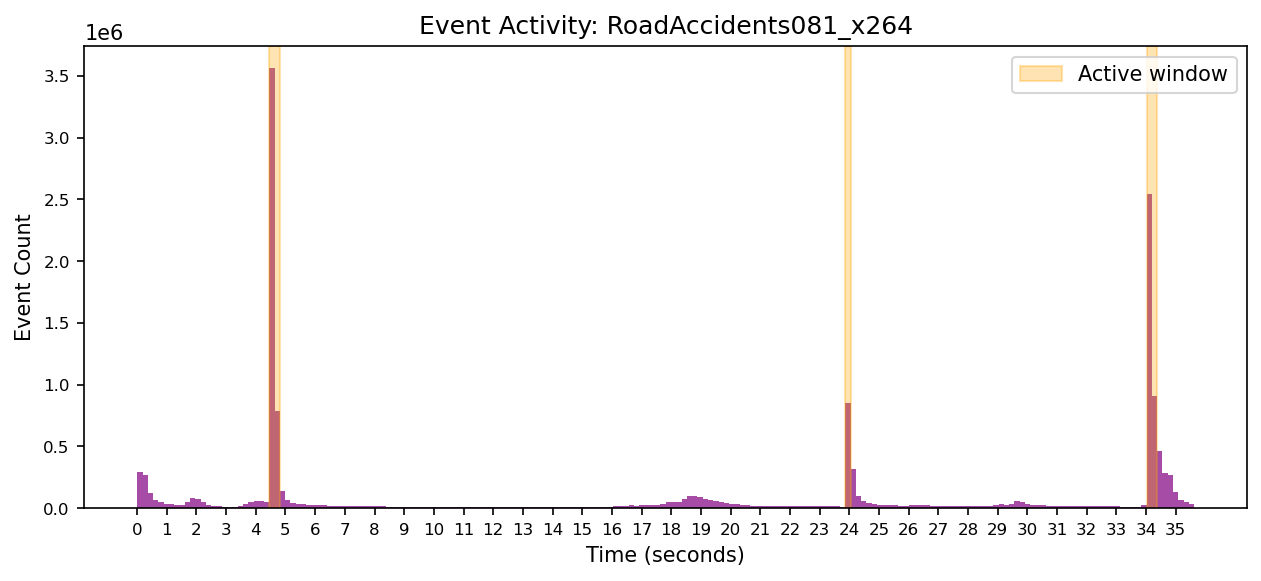 Event Activity: RoadAccidents081_x264
1e6
Active window
3.5
3.0
2.5
2.0
1.5
1.0
0.5
0.0
Event Count
0 1 2 3 4 5 6 7 8 9 10 11 12 13 14 15 16 17 18 19 20 21 22 23 24 25 26 27 28 29 30 31 32 33 34 35
Time (seconds)